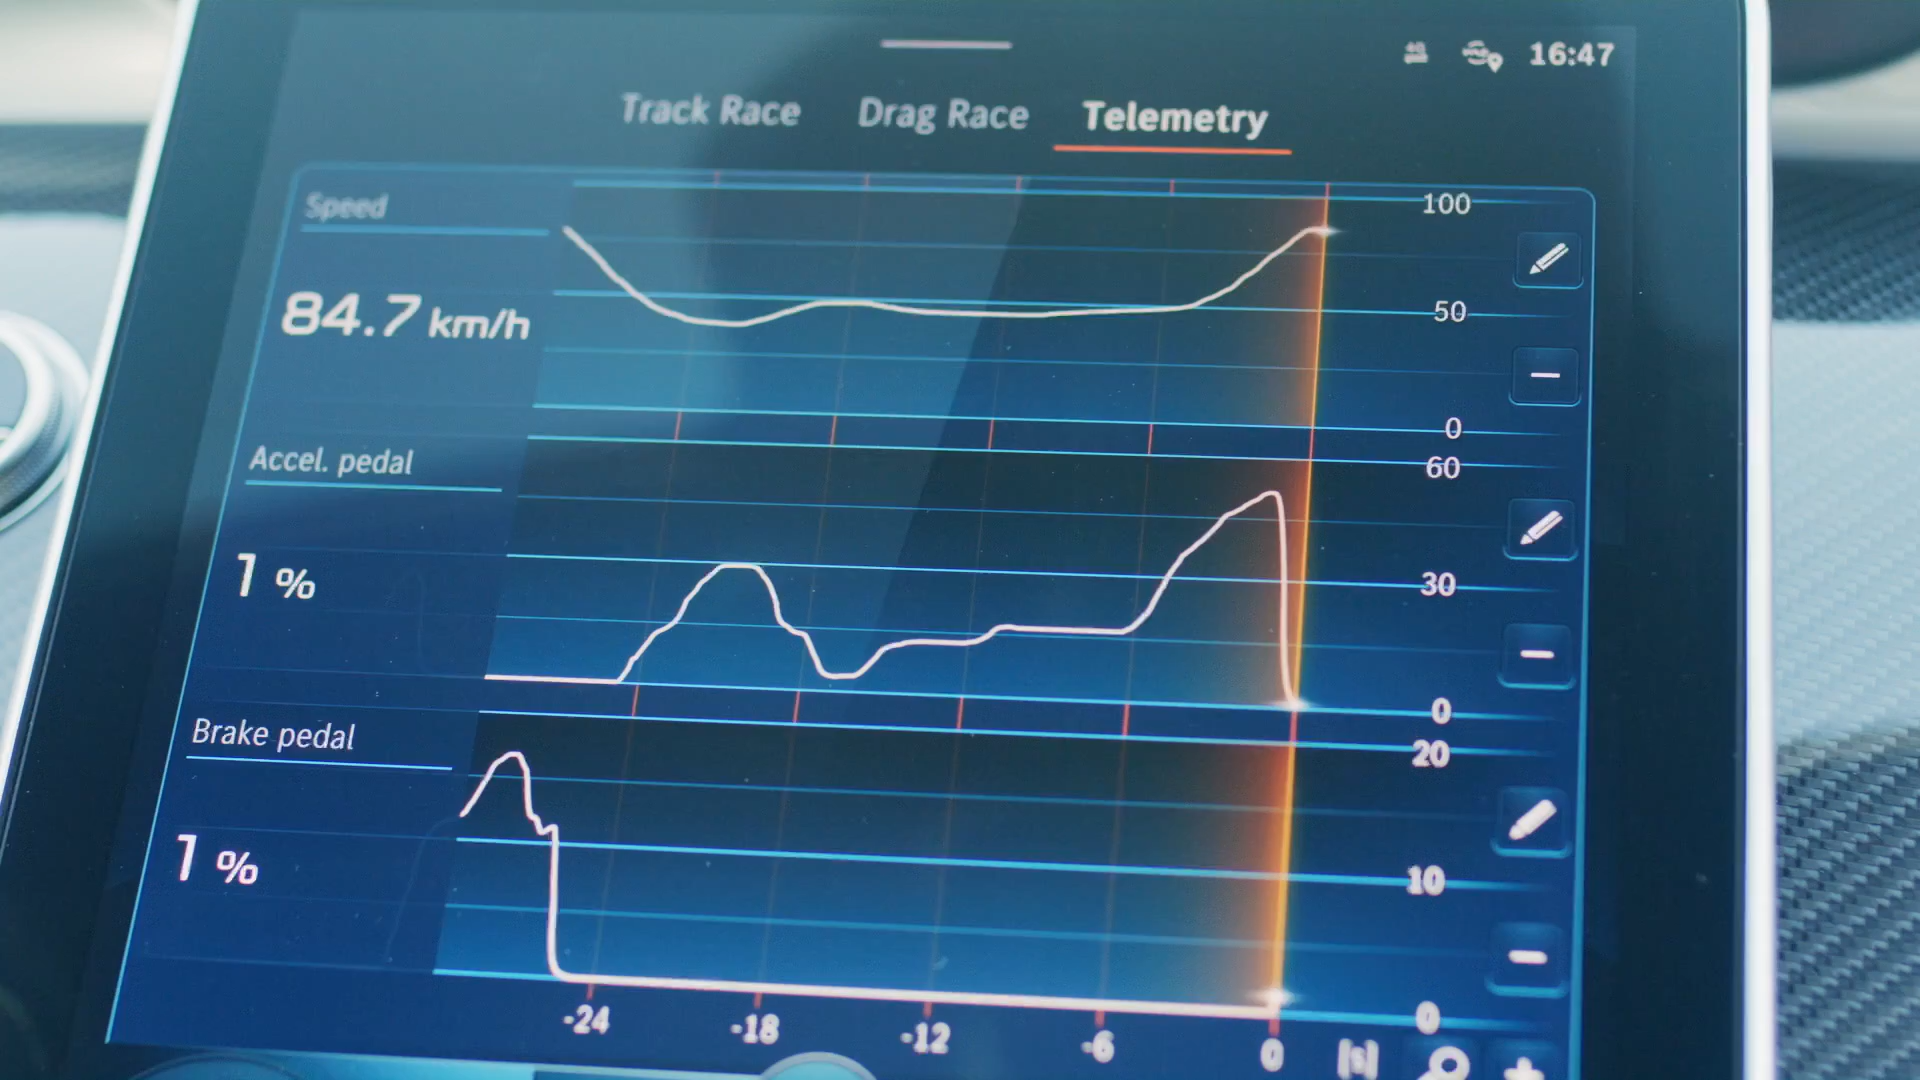 16:47
Track Race Drag Race Telemetry
Speed
100
84.7 km/h
50
0
Accel. pedal
60
1 %
30
0
Brake pedal
20
1 %
10
0
-24 -18 -12 -6 0 [s]